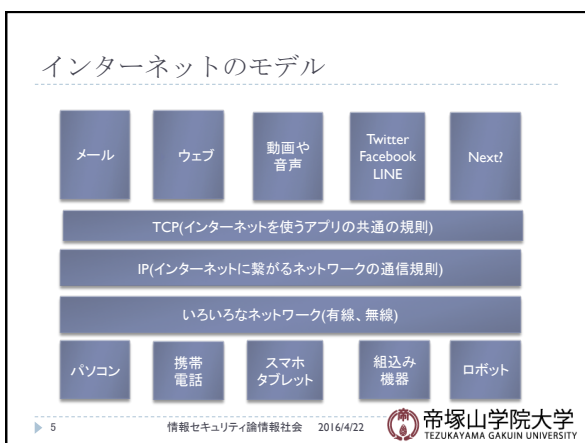 インターネットのモデル
メール
ウェブ
動画や
音声
Twitter
Facebook
LINE
Next?
TCP(インターネットを使うアプリの共通の規則)
IP(インターネットに繋がるネットワークの通信規則)
いろいろなネットワーク(有線、無線)
パソコン
携帯
電話
スマホ
タブレット
組込み
機器
ロボット
5 情報セキュリティ論情報社会 2016/4/22
帝塚山学院大学
TEZUKAYAMA GAKUIN UNIVERSITY